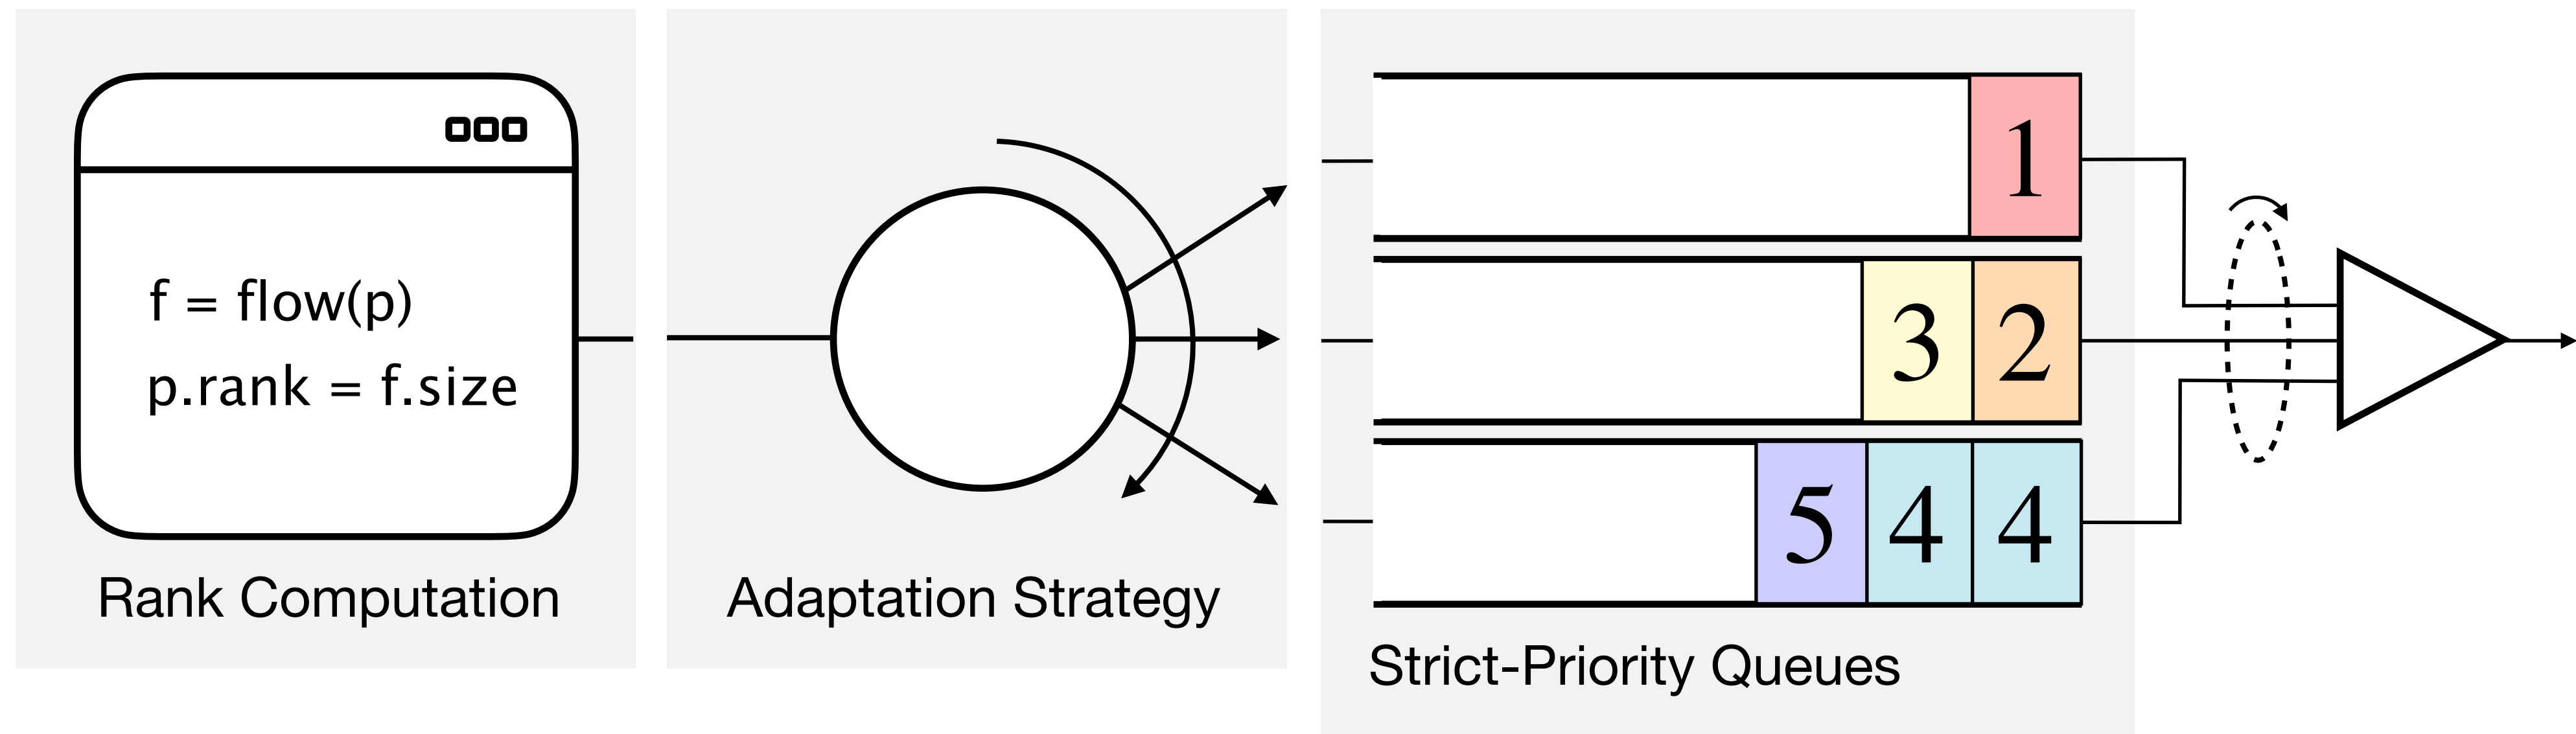 f = flow(p)
p.rank = f.size
Rank Computation
Adaptation Strategy
1
3 2
5 4 4
Strict-Priority Queues